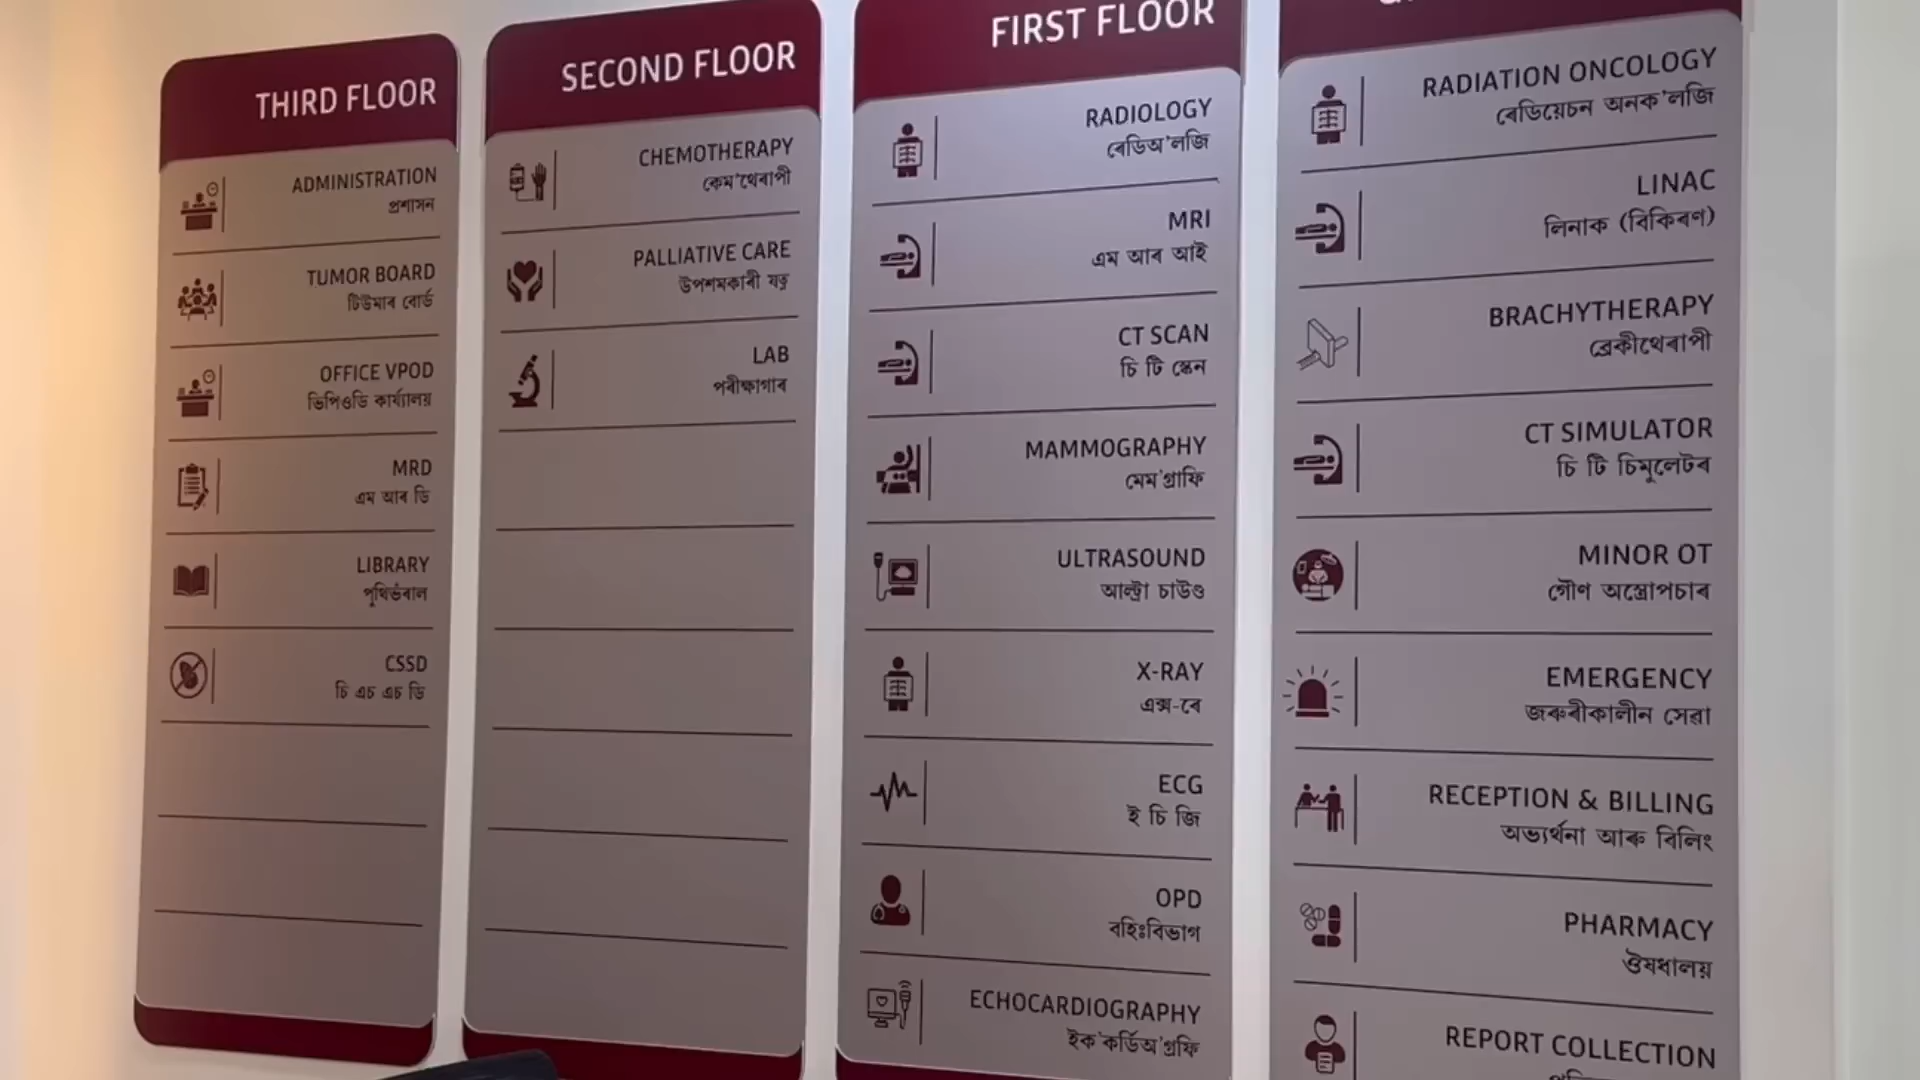 THIRD FLOOR
ADMINISTRATION
প্ৰশাসন
TUMOR BOARD
টিউমাৰ বোৰ্ড
OFFICE VPOD
ভিপিওডি কাৰ্য্যালয়
MRD
এম আৰ ডি
LIBRARY
পুথিভঁৰাল
CSSD
চি এচ এচ ডি
SECOND FLOOR
CHEMOTHERAPY
কেম'থেৰাপী
PALLIATIVE CARE
উপশমকাৰী যত্ন
LAB
পৰীক্ষাগাৰ
FIRST FLOOR
RADIOLOGY
ৰেডিঅ'লজি
MRI
এম আৰ আই
CT SCAN
চি টি স্কেন
MAMMOGRAPHY
মেম'গ্ৰাফি
ULTRASOUND
আল্ট্ৰা চাউণ্ড
X-RAY
এক্স-ৰে
ECG
ই চি জি
OPD
বহিঃবিভাগ
ECHOCARDIOGRAPHY
ইক'কৰ্ডিঅ'গ্ৰফি
RADIATION ONCOLOGY
ৰেডিয়েচন অনক'লজি
LINAC
লিনাক (বিকিৰণ)
BRACHYTHERAPY
ব্ৰেকীথেৰাপী
CT SIMULATOR
চি টি চিমুলেটৰ
MINOR OT
গৌণ অস্ত্ৰোপচাৰ
EMERGENCY
জৰুৰীকালীন সেৱা
RECEPTION & BILLING
অভ্যৰ্থনা আৰু বিলিং
PHARMACY
ঔষধালয়
REPORT COLLECTION